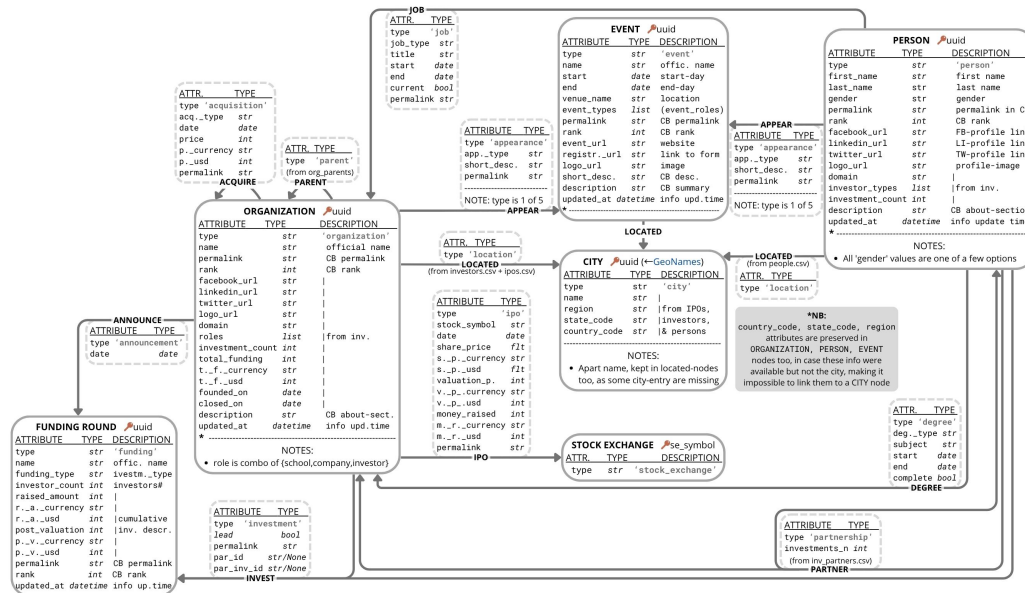 JOB
ATTR. TYPE
type 'job'
job_type str
title str
start date
end date
current bool
permalink str
ATTR. TYPE
type 'acquisition'
acq._type str
date date
price int
p._currency str
p._usd int
permalink str
ACQUIRE
ATTR. TYPE
type 'parent'
(from org_parents)
PARENT
EVENT uuid
ATTRIBUTE TYPE DESCRIPTION
type str 'event'
name str offic. name
start date start-day
end date end-day
venue_name str location
event_types list (event_roles)
permalink str CB permalink
rank int CB rank
event_url str website
registr._url str link to form
logo_url str image
short_desc. str CB desc.
description str CB summary
updated_at datetime info upd.time
*
PERSON uuid
ATTRIBUTE TYPE DESCRIPTION
type str 'person'
first_name str first name
last_name str last name
gender str gender
permalink str permalink in C
rank int CB rank
facebook_url str FB-profile lin
linkedin_url str LI-profile lin
twitter_url str TW-profile lin
logo_url str profile-image
domain str |
investor_types list |from inv.
investment_count int |
description str CB about-sectio
updated_at datetime info update tim
*
NOTES:
• All 'gender' values are one of a few options
ATTRIBUTE TYPE
type 'appearance'
app._type str
short_desc. str
permalink str
NOTE: type is 1 of 5
APPEAR
APPEAR
ATTRIBUTE TYPE
type 'appearance'
app._type str
short_desc. str
permalink str
NOTE: type is 1 of 5
ORGANIZATION uuid
ATTRIBUTE TYPE DESCRIPTION
type str 'organization'
name str official name
permalink str CB permalink
rank int CB rank
facebook_url str |
linkedin_url str |
twitter_url str |
logo_url str |
domain str |
roles list |from inv.
investment_count int |
total_funding int |
t._f._currency str |
t._f._usd int |
founded_on date |
closed_on date |
description str CB about-sect.
updated_at datetime info upd.time
*
NOTES:
• role is combo of {school,company,investor}
ATTR. TYPE
type 'location'
LOCATED
(from investors.csv + ipos.csv)
LOCATED
CITY uuid (←GeoNames)
ATTRIBUTE TYPE DESCRIPTION
type str 'city'
name str |
region str |from IPOs,
state_code str |investors,
country_code str |& persons
NOTES:
• Apart name, kept in located-nodes
too, as some city-entry are missing
LOCATED
(from people.csv)
ATTR. TYPE
type 'location'
*NB:
country_code, state_code, region
attributes are preserved in
ORGANIZATION, PERSON, EVENT
nodes too, in case these info were
available but not the city, making it
impossible to link them to a CITY node
ATTRIBUTE TYPE
type 'ipo'
stock_symbol str
date date
share_price flt
s._p._currency str
s._p._usd flt
valuation_p. int
v._p._currency str
v._p._usd int
money_raised int
m._r._currency str
m._r._usd int
permalink str
IPO
STOCK EXCHANGE se_symbol
ATTR. TYPE DESCRIPTION
type str 'stock_exchange'
ANNOUNCE
ATTRIBUTE TYPE
type 'announcement'
date date
FUNDING ROUND uuid
ATTRIBUTE TYPE DESCRIPTION
type str 'funding'
name str offic. name
funding_type str ivestm._type
investor_count int investors#
raised_amount int |
r._a._currency str |
r._a._usd int |cumulative
post_valuation int |inv. descr.
p._v._currency str |
p._v._usd int |
permalink str CB permalink
rank int CB rank
updated_at datetime info up.time
ATTRIBUTE TYPE
type 'investment'
lead bool
permalink str
par_id str/None
par_inv_id str/None
INVEST
ATTR. TYPE
type 'degree'
deg._type str
subject str
start date
end date
complete bool
DEGREE
ATTRIBUTE TYPE
type 'partnership'
investments_n int
(from inv_partners.csv)
PARTNER